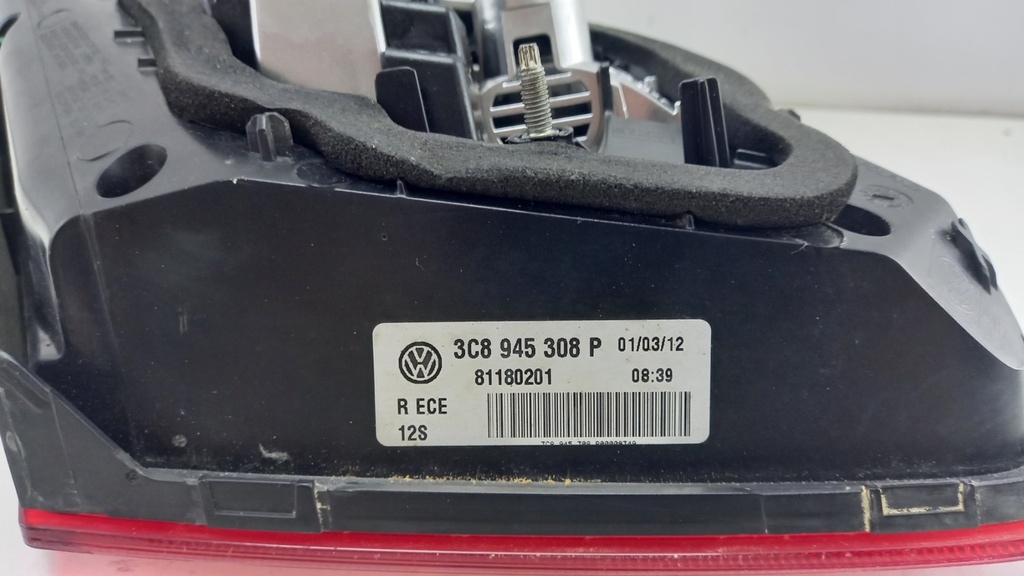 3C8 945 308 P 01/03/12
81180201 08:39
R ECE
12S